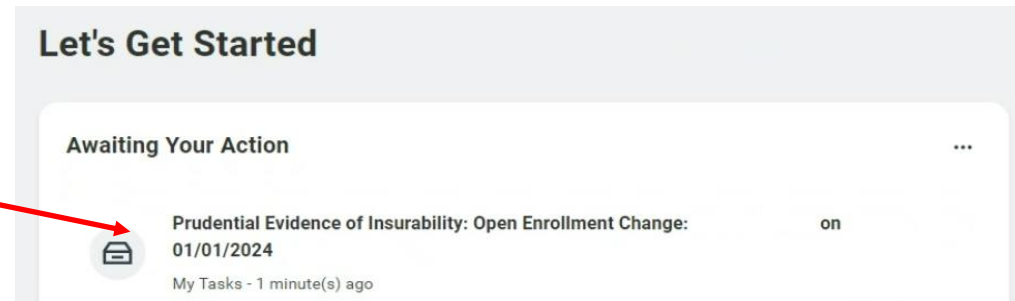 Let's Get Started
Awaiting Your Action
Prudential Evidence of Insurability: Open Enrollment Change: on
01/01/2024
My Tasks - 1 minute(s) ago